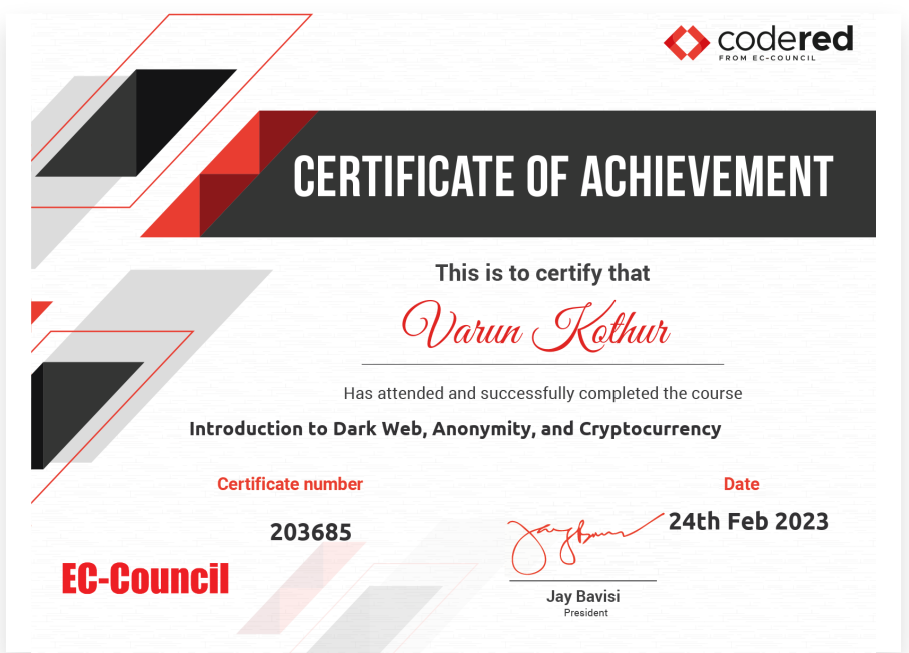 codered
FROM EC-COUNCIL
CERTIFICATE OF ACHIEVEMENT
This is to certify that
Varun Kothur
Has attended and successfully completed the course
Introduction to Dark Web, Anonymity, and Cryptocurrency
Certificate number
Date
203685
24th Feb 2023
EC-Council
Jay Bavisi
President